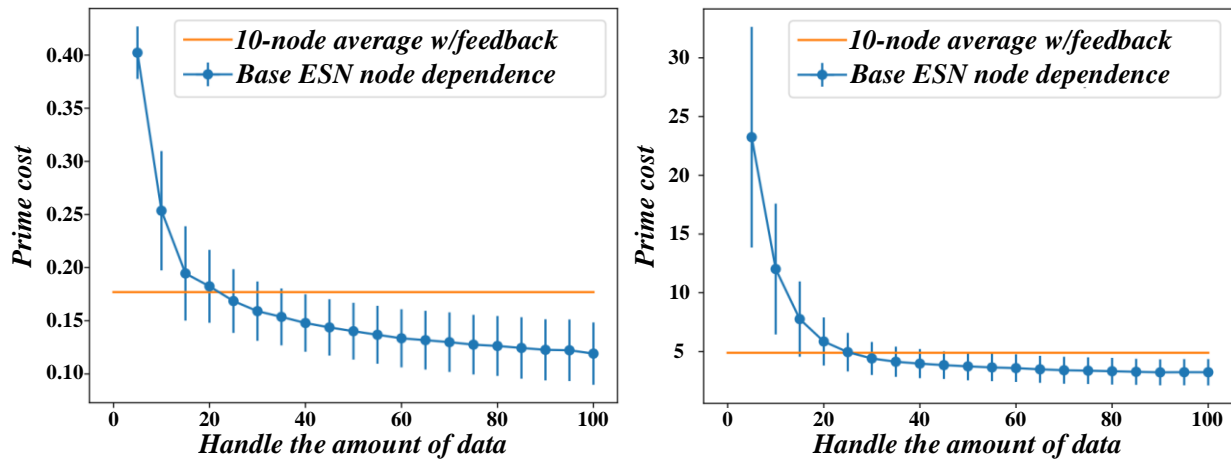 10-node average w/feedback
Base ESN node dependence
Prime cost
0.40
0.35
0.30
0.25
0.20
0.15
0.10
0 20 40 60 80 100
Handle the amount of data
10-node average w/feedback
Base ESN node dependence
Prime cost
30
25
20
15
10
5
0 20 40 60 80 100
Handle the amount of data